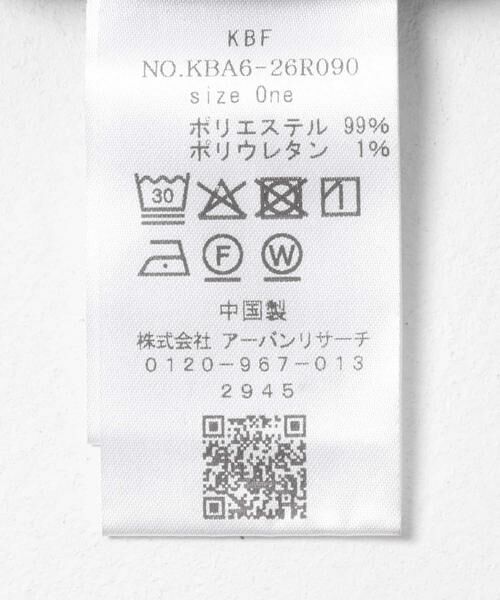 KBF
NO.KBA6-26R090
size One
ポリエステル 99%
ポリウレタン 1%
30
F W
中国製
株式会社 アーバンリサーチ
0120-967-013
2945